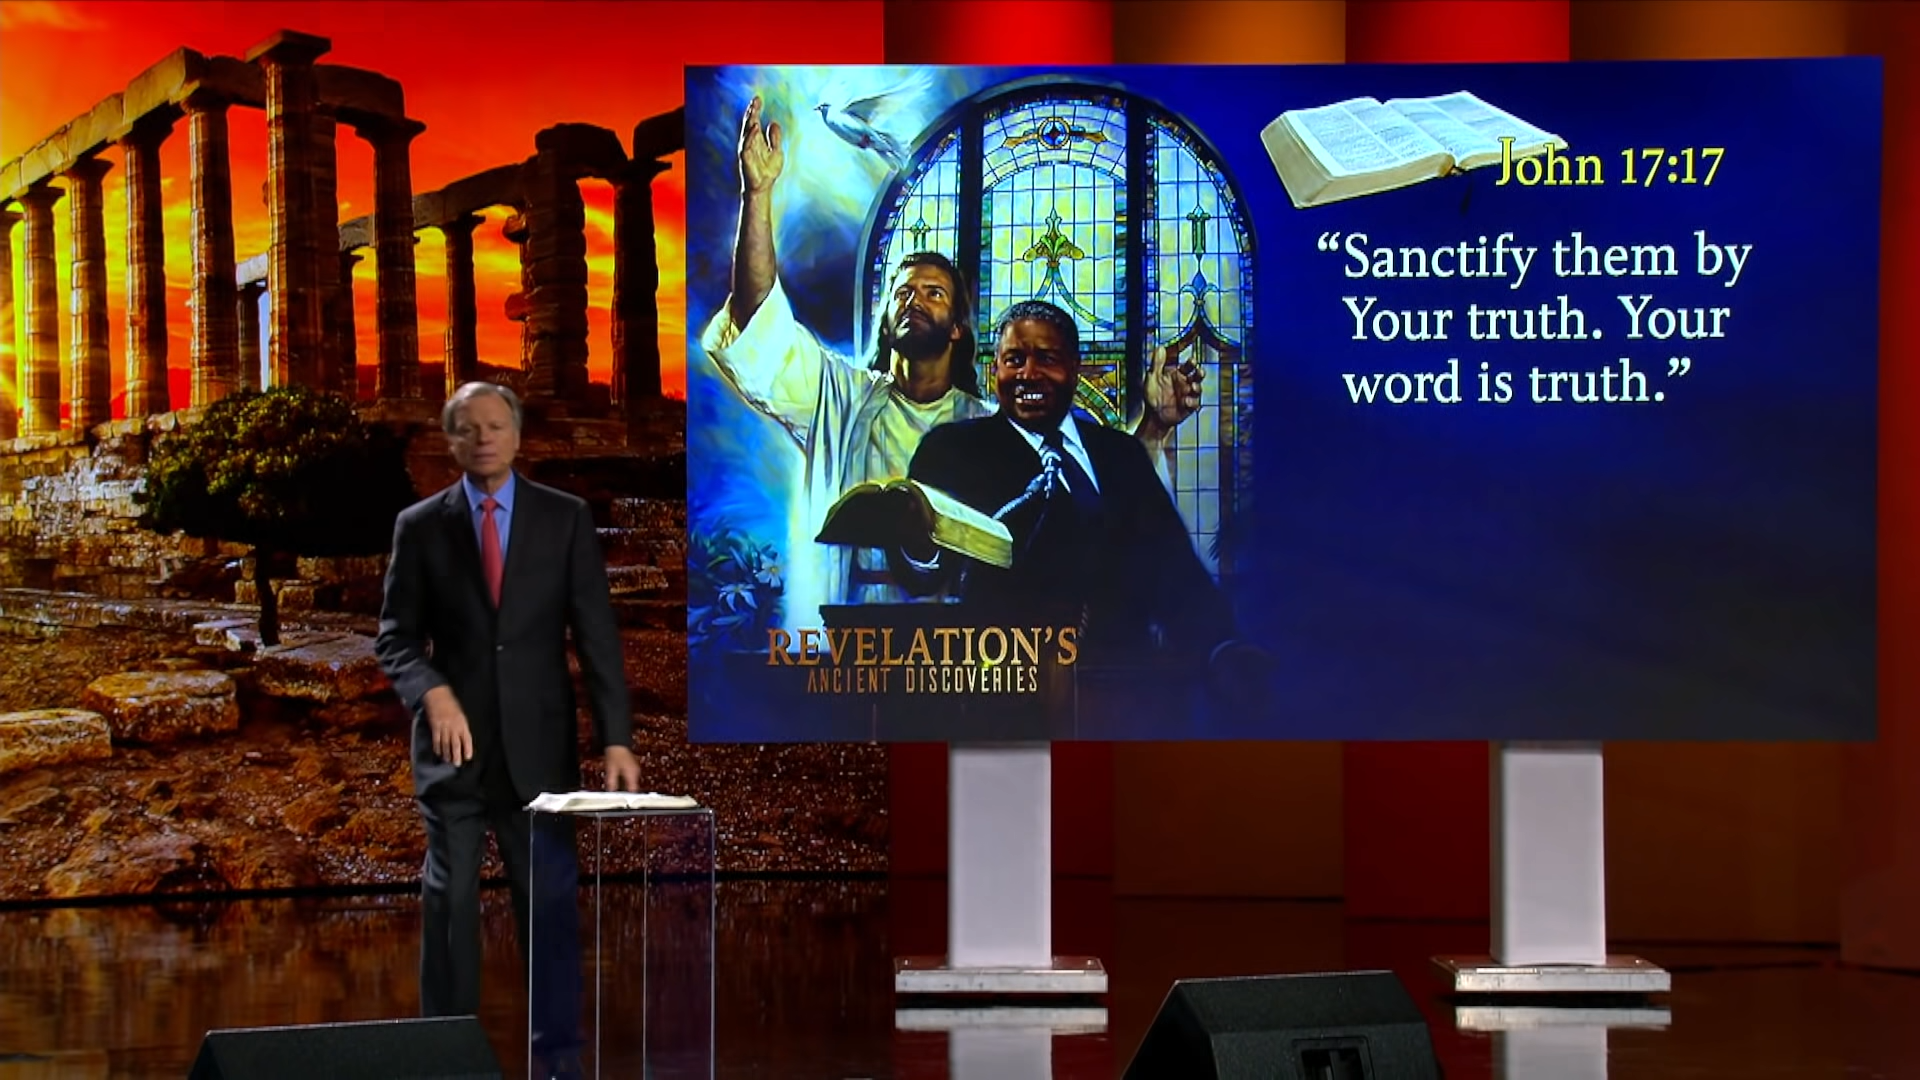 John 17:17
“Sanctify them by
Your truth. Your
word is truth.”
REVELATION’S
ANCIENT DISCOVERIES